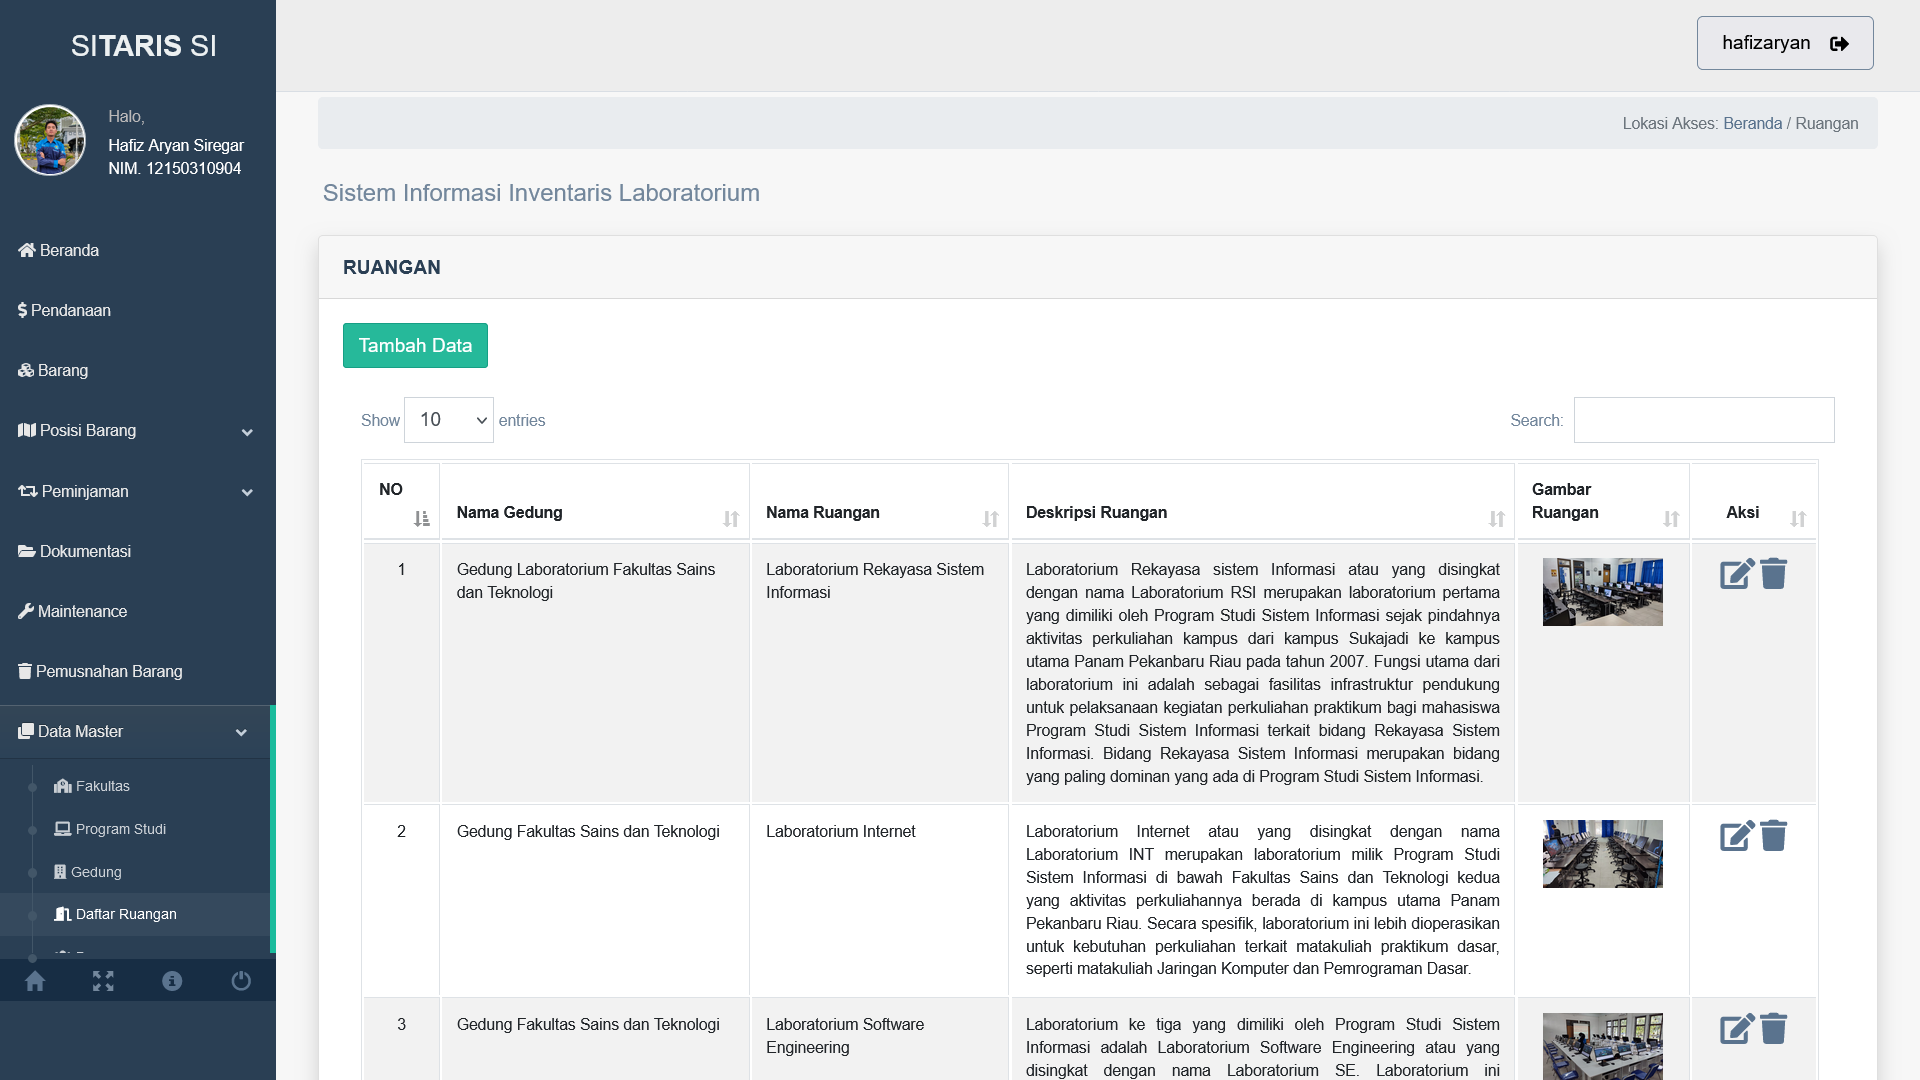 SITARIS SI
Halo,
Hafiz Aryan Siregar
NIM. 12150310904
Beranda
Pendanaan
Barang
Posisi Barang
Peminjaman
Dokumentasi
Maintenance
Pemusnahan Barang
Data Master
Fakultas
Program Studi
Gedung
Daftar Ruangan
hafizaryan
Lokasi Akses: Beranda / Ruangan
Sistem Informasi Inventaris Laboratorium
RUANGAN
Tambah Data
Show 10 entries
Search:
NO
Nama Gedung
Nama Ruangan
Deskripsi Ruangan
Gambar
Ruangan
Aksi
1
Gedung Laboratorium Fakultas Sains
dan Teknologi
Laboratorium Rekayasa Sistem
Informasi
Laboratorium Rekayasa sistem Informasi atau yang disingkat
dengan nama Laboratorium RSI merupakan laboratorium pertama
yang dimiliki oleh Program Studi Sistem Informasi sejak pindahnya
aktivitas perkuliahan kampus dari kampus Sukajadi ke kampus
utama Panam Pekanbaru Riau pada tahun 2007. Fungsi utama dari
laboratorium ini adalah sebagai fasilitas infrastruktur pendukung
untuk pelaksanaan kegiatan perkuliahan praktikum bagi mahasiswa
Program Studi Sistem Informasi terkait bidang Rekayasa Sistem
Informasi. Bidang Rekayasa Sistem Informasi merupakan bidang
yang paling dominan yang ada di Program Studi Sistem Informasi.
2
Gedung Fakultas Sains dan Teknologi
Laboratorium Internet
Laboratorium Internet atau yang disingkat dengan nama
Laboratorium INT merupakan laboratorium milik Program Studi
Sistem Informasi di bawah Fakultas Sains dan Teknologi kedua
yang aktivitas perkuliahannya berada di kampus utama Panam
Pekanbaru Riau. Secara spesifik, laboratorium ini lebih dioperasikan
untuk kebutuhan perkuliahan terkait matakuliah praktikum dasar,
seperti matakuliah Jaringan Komputer dan Pemrograman Dasar.
3
Gedung Fakultas Sains dan Teknologi
Laboratorium Software
Engineering
Laboratorium ke tiga yang dimiliki oleh Program Studi Sistem
Informasi adalah Laboratorium Software Engineering atau yang
disingkat dengan nama Laboratorium SE. Laboratorium ini